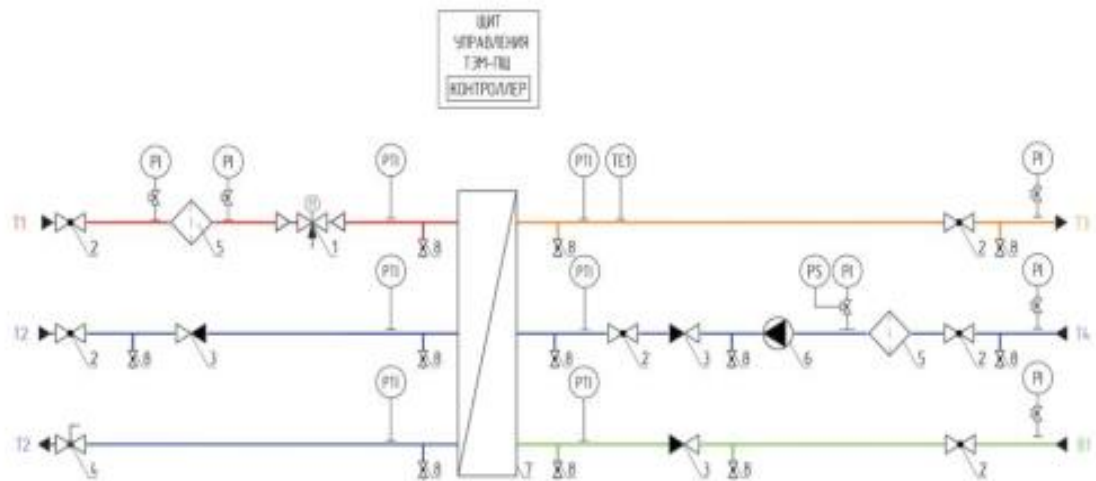 ЩИТ
УПРАВЛЕНИЯ
ТЭМ-ПЩ
КОНТРОЛЛЕР
PI PI PTI PTI TE1 PI
T1 2 5 1 8 8 2 8 T3
PTI PTI PS PI PI
T2 2 8 3 8 8 2 3 8 6 5 2 8 T4
PTI PTI PI
T2 4 8 7 8 3 8 2 B1